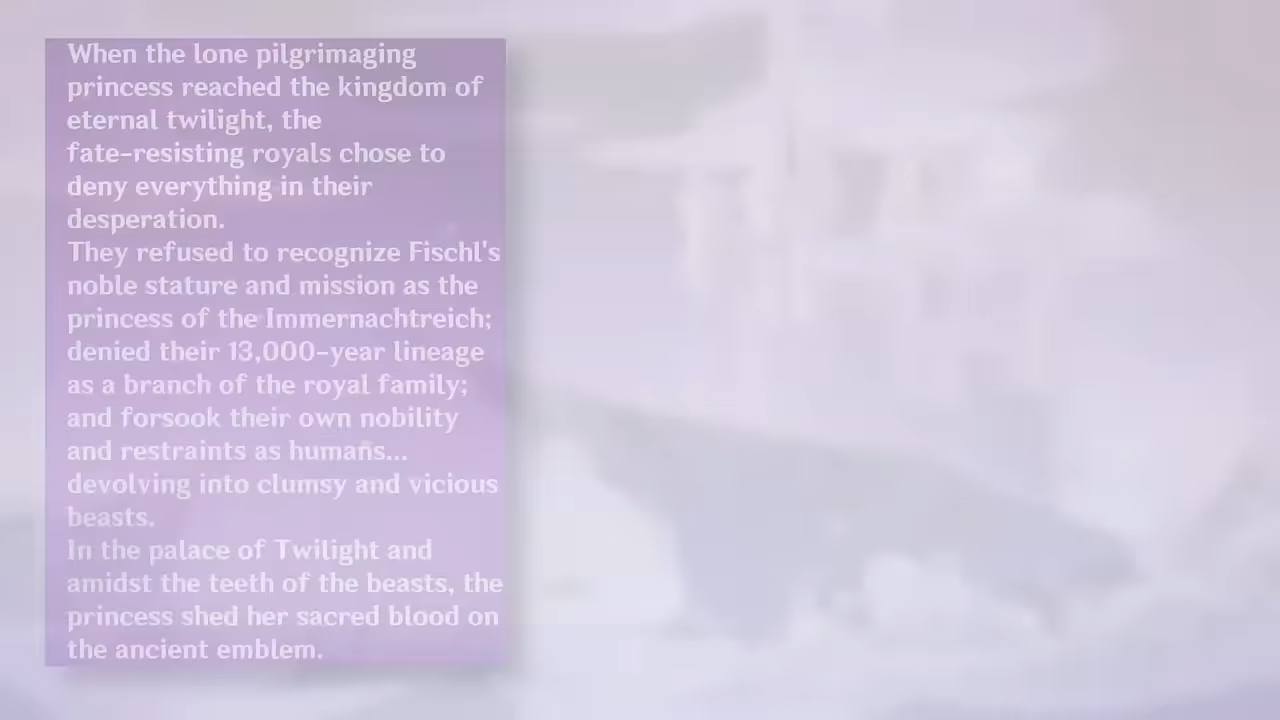 When the lone pilgrimaging
princess reached the kingdom of
eternal twilight, the
fate-resisting royals chose to
deny everything in their
desperation.
They refused to recognize Fischl's
noble stature and mission as the
princess of the Immernachtreich;
denied their 13,000-year lineage
as a branch of the royal family;
and forsook their own nobility
and restraints as humans...
devolving into clumsy and vicious
beasts.
In the palace of Twilight and
amidst the teeth of the beasts, the
princess shed her sacred blood on
the ancient emblem.